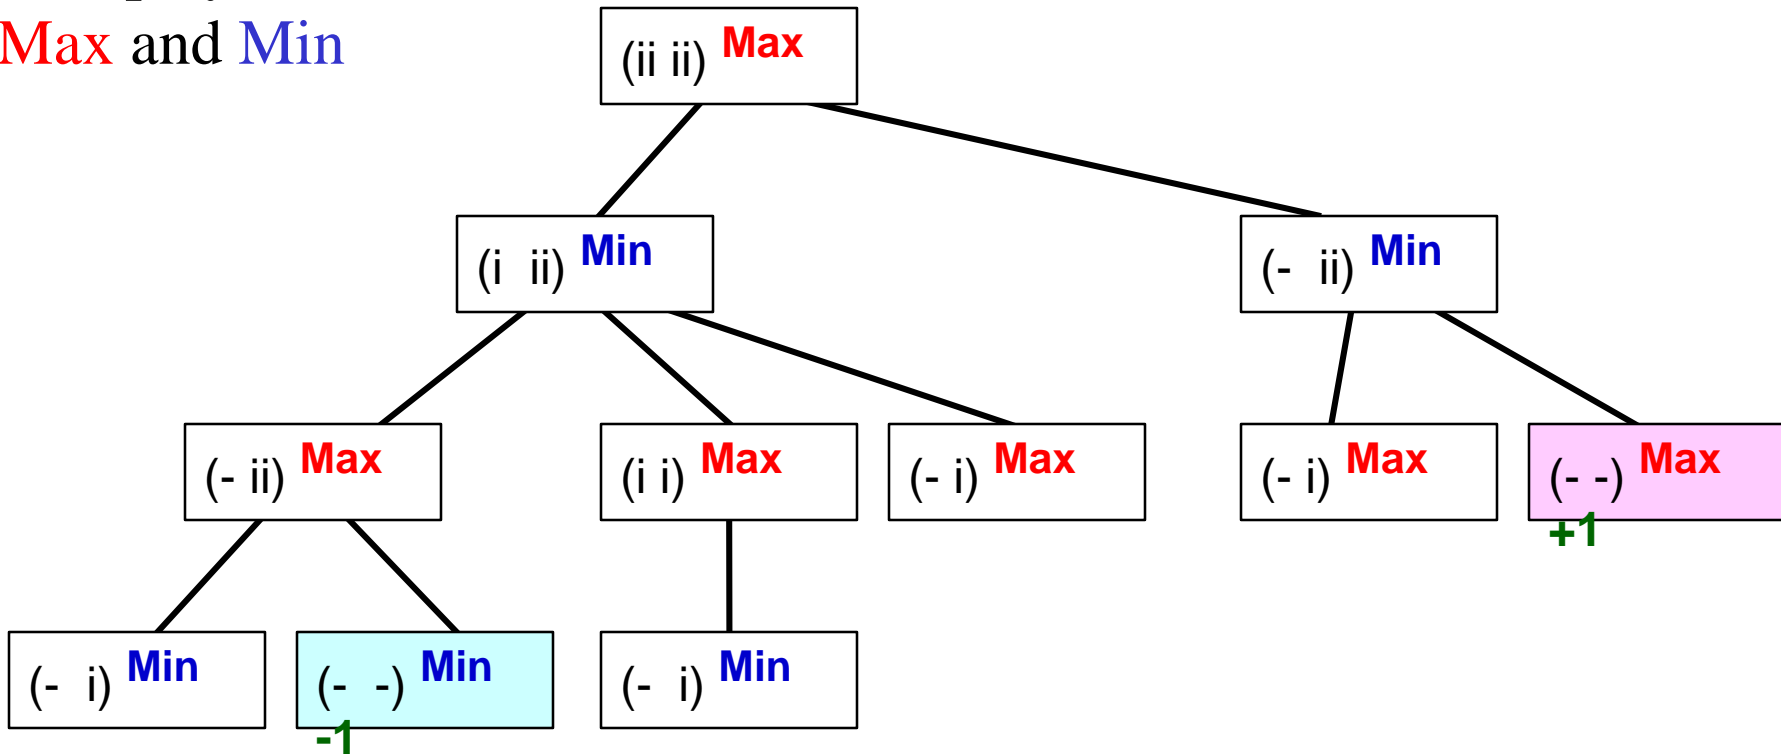 Max and Min
(ii ii) Max
(i ii) Min
(- ii) Min
(- ii) Max
(i i) Max
(- i) Max
(- i) Max
(- -) Max
+1
(- i) Min
(- -) Min
-1
(- i) Min